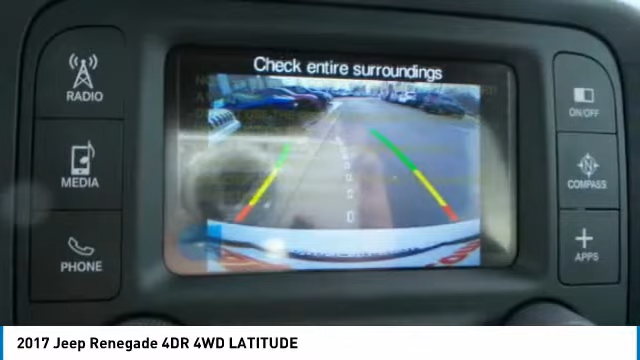 Check entire surroundings
RADIO
MEDIA
PHONE
ON/OFF
COMPASS
APPS
2017 Jeep Renegade 4DR 4WD LATITUDE